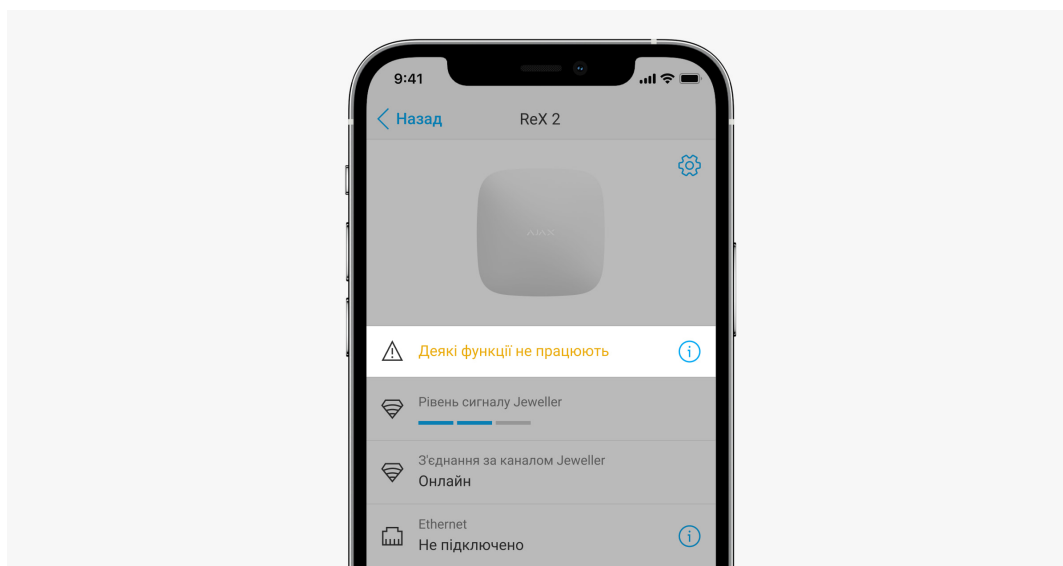 9:41
Назад
ReX 2
AJAX
Деякі функції не працюють
Рівень сигналу Jeweller
З'єднання за каналом Jeweller
Онлайн
Ethernet
Не підключено